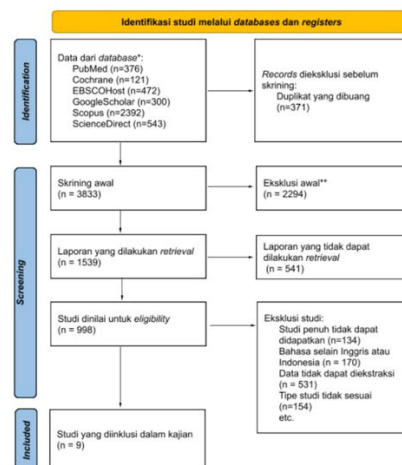 Identifikasi studi melalui databases dan registers
Identification
Data dari database*:
PubMed (n=376)
Cochrane (n=121)
EBSCOHost (n=472)
GoogleScholar (n=300)
Scopus (n=2392)
ScienceDirect (n=543)
Records dieksklusi sebelum
skrining:
Duplikat yang dibuang
(n=371)
Screening
Skrining awal
(n = 3833)
Eksklusi awal**
(n = 2294)
Laporan yang dilakukan retrieval
(n = 1539)
Laporan yang tidak dapat
dilakukan retrieval
(n = 541)
Studi dinilai untuk eligibility
(n = 998)
Eksklusi studi:
Studi penuh tidak dapat
didapatkan (n=134)
Bahasa selain Inggris atau
Indonesia (n = 170)
Data tidak dapat diekstraksi
(n = 531)
Tipe studi tidak sesuai
(n=154)
etc.
Included
Studi yang diinklusi dalam kajian
(n = 9)